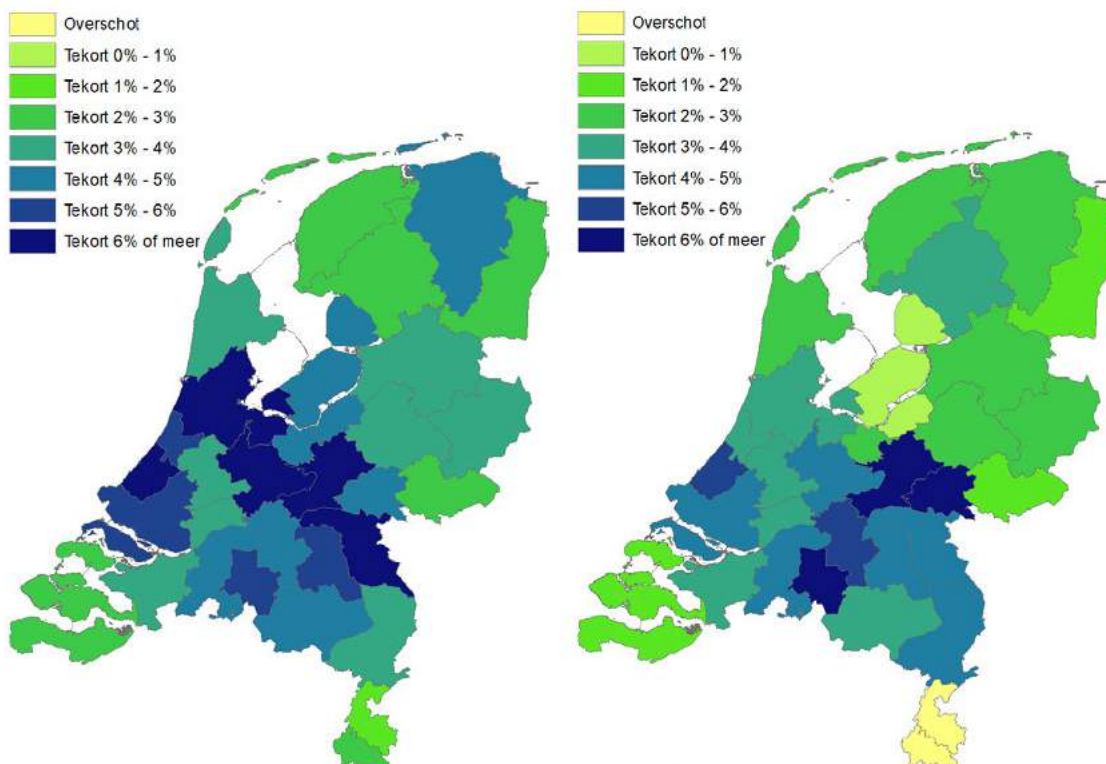 Overschot
Tekort 0% - 1%
Tekort 1% - 2%
Tekort 2% - 3%
Tekort 3% - 4%
Tekort 4% - 5%
Tekort 5% - 6%
Tekort 6% of meer
Overschot
Tekort 0% - 1%
Tekort 1% - 2%
Tekort 2% - 3%
Tekort 3% - 4%
Tekort 4% - 5%
Tekort 5% - 6%
Tekort 6% of meer